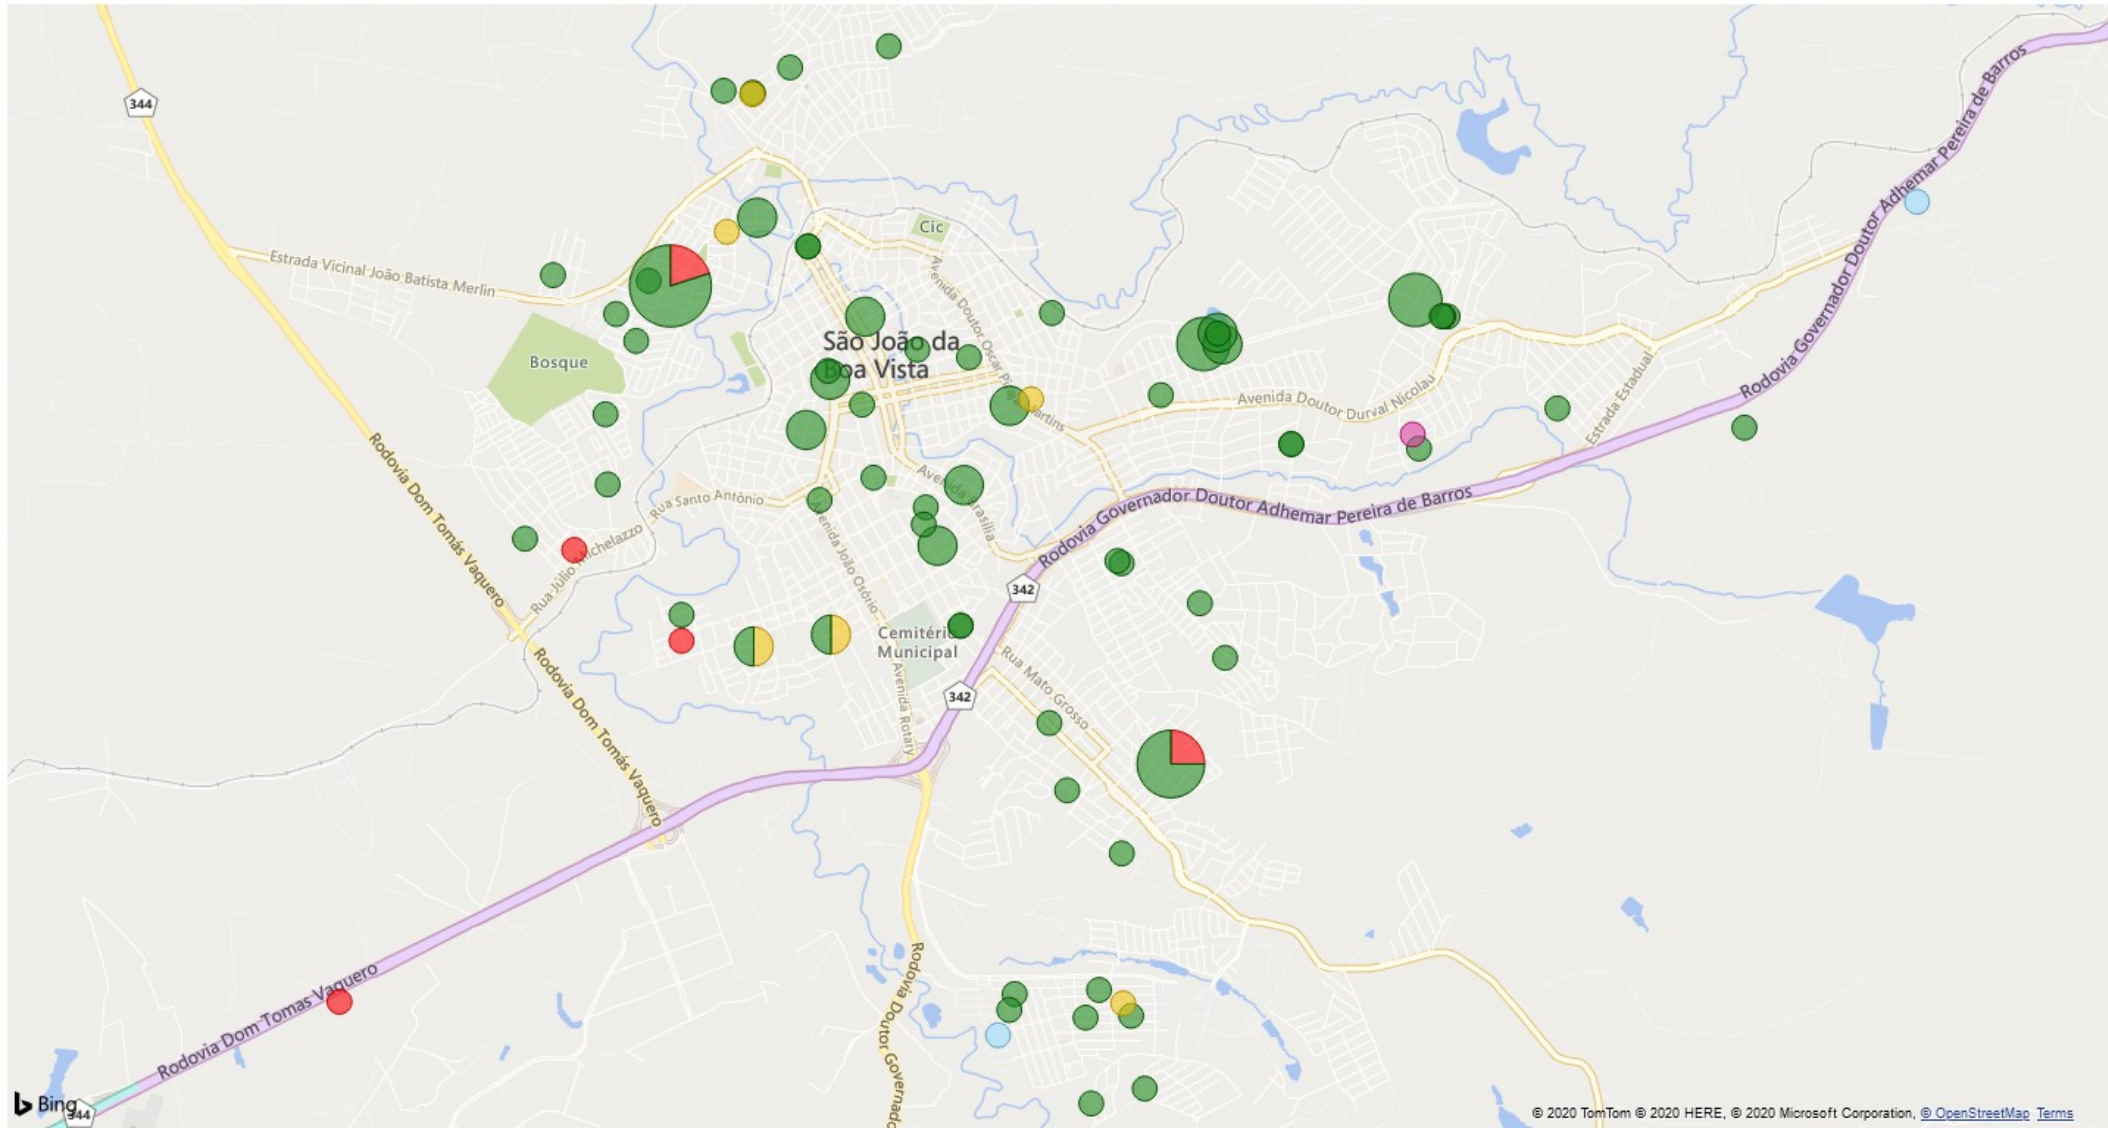 Rodovia Governador Doutor Adhemar Pereira de Barros
344
Cic
Estrada Vicinal João Batista Merlin
Avenida Doutor Oscar Pirajá Martins
São João da
Boa Vista
Bosque
Avenida Doutor Durval Nicolau
Estrada Estadual
Rodovia Dom Tomás Vaquero
Avenida Brasília
Rua Santo Antônio
Rodovia Governador Doutor Adhemar Pereira de Barros
Rua Júlio Michelazzo
Avenida João Osório
342
Cemitério
Municipal
Rua Mato Grosso
Rodovia Dom Tomás Vaquero
Avenida Rotary
342
Rodovia Dom Tomas Vaquero
Rodovia Doutor Governado
Bing
344
© 2020 TomTom © 2020 HERE, © 2020 Microsoft Corporation, © OpenStreetMap Terms